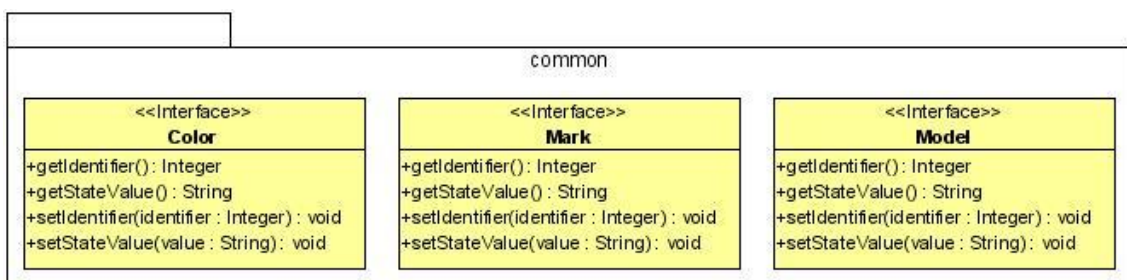 common
<<Interface>>
Color
+getIdentifier() : Integer
+getStateValue() : String
+setIdentifier(identifier : Integer) : void
+setStateValue(value : String) : void
<<Interface>>
Mark
+getIdentifier() : Integer
+getStateValue() : String
+setIdentifier(identifier : Integer) : void
+setStateValue(value : String) : void
<<Interface>>
Model
+getIdentifier() : Integer
+getStateValue() : String
+setIdentifier(identifier : Integer) : void
+setStateValue(value : String) : void